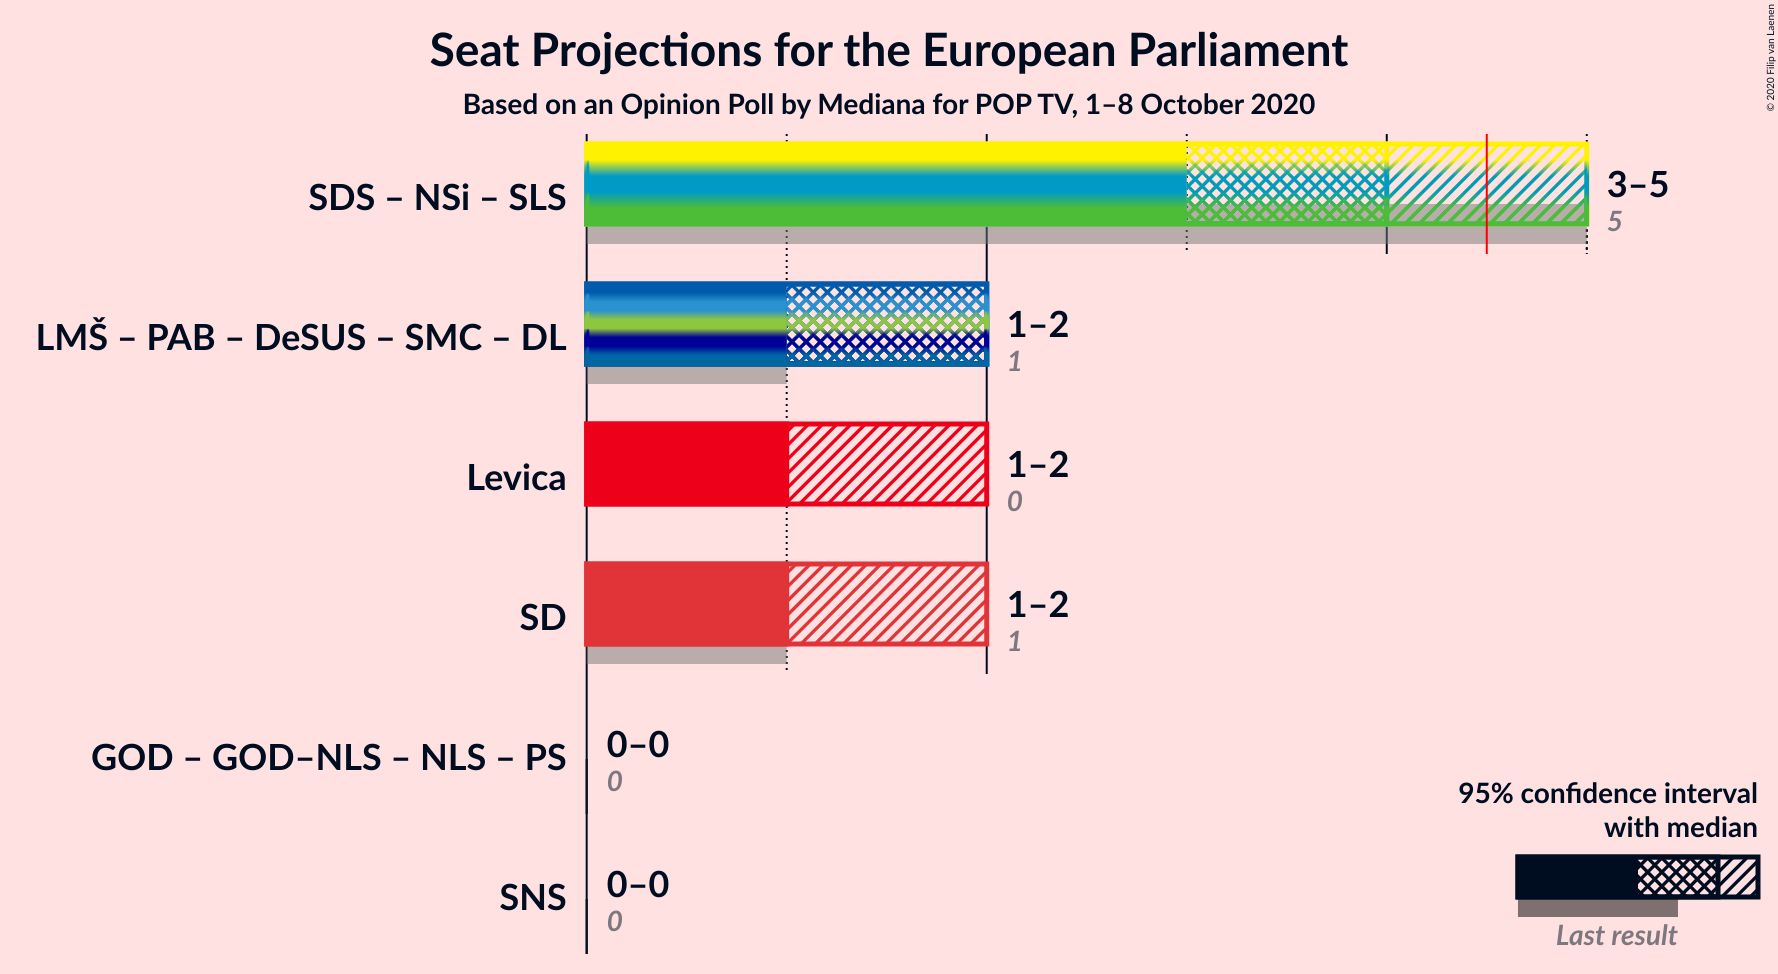 Seat Projections for the European Parliament
Based on an Opinion Poll by Mediana for POP TV, 1–8 October 2020
© 2020 Filip van Laenen
SDS – NSi – SLS
3–5
5
LMŠ – PAB – DeSUS – SMC – DL
1–2
1
Levica
1–2
0
SD
1–2
1
GOD – GOD–NLS – NLS – PS
0–0
0
SNS
0–0
0
95% confidence interval
with median
Last result